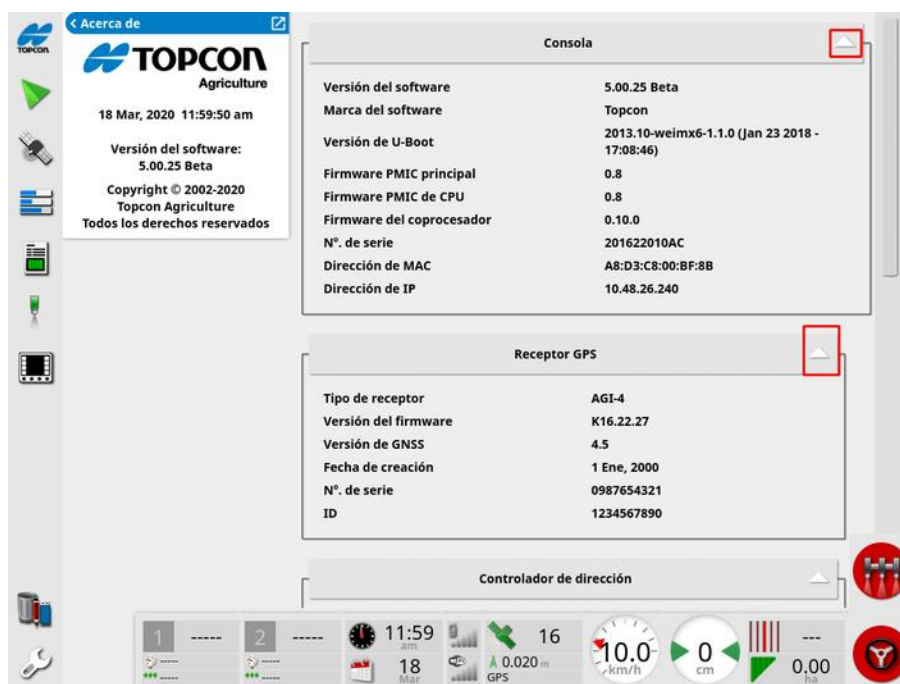 TOPCON
< Acerca de
TOPCON
Agriculture
18 Mar, 2020 11:59:50 am
Versión del software:
5.00.25 Beta
Copyright © 2002-2020
Topcon Agriculture
Todos los derechos reservados
Consola
Versión del software 5.00.25 Beta
Marca del software Topcon
Versión de U-Boot 2013.10-weimx6-1.1.0 (Jan 23 2018 -
17:08:46)
Firmware PMIC principal 0.8
Firmware PMIC de CPU 0.8
Firmware del coprocesador 0.10.0
N°. de serie 201622010AC
Dirección de MAC A8:D3:C8:00:BF:8B
Dirección de IP 10.48.26.240
Receptor GPS
Tipo de receptor AGI-4
Versión del firmware K16.22.27
Versión de GNSS 4.5
Fecha de creación 1 Ene, 2000
N°. de serie 0987654321
ID 1234567890
Controlador de dirección
1 ----- 2 ----- 11:59 16 ---
am
10.0 0
km/h cm
----- ----- 18 0.020 m 0.00
----- ----- Mar GPS ha